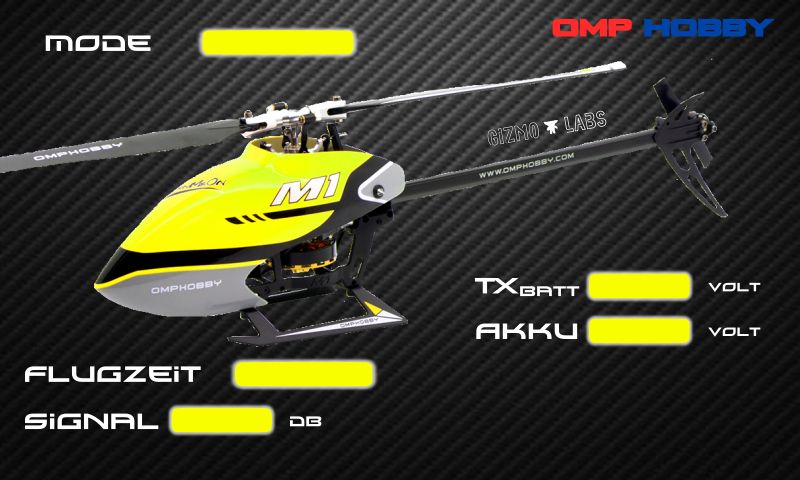 MODE
OMP HOBBY
GIZMO LABS
OMPHOBBY
WWW.OMPHOBBY.COM
M1
OMPHOBBY
OMPHOBBY
TXBATT VOLT
AKKU VOLT
FLUGZEiT
SiGNAL DB